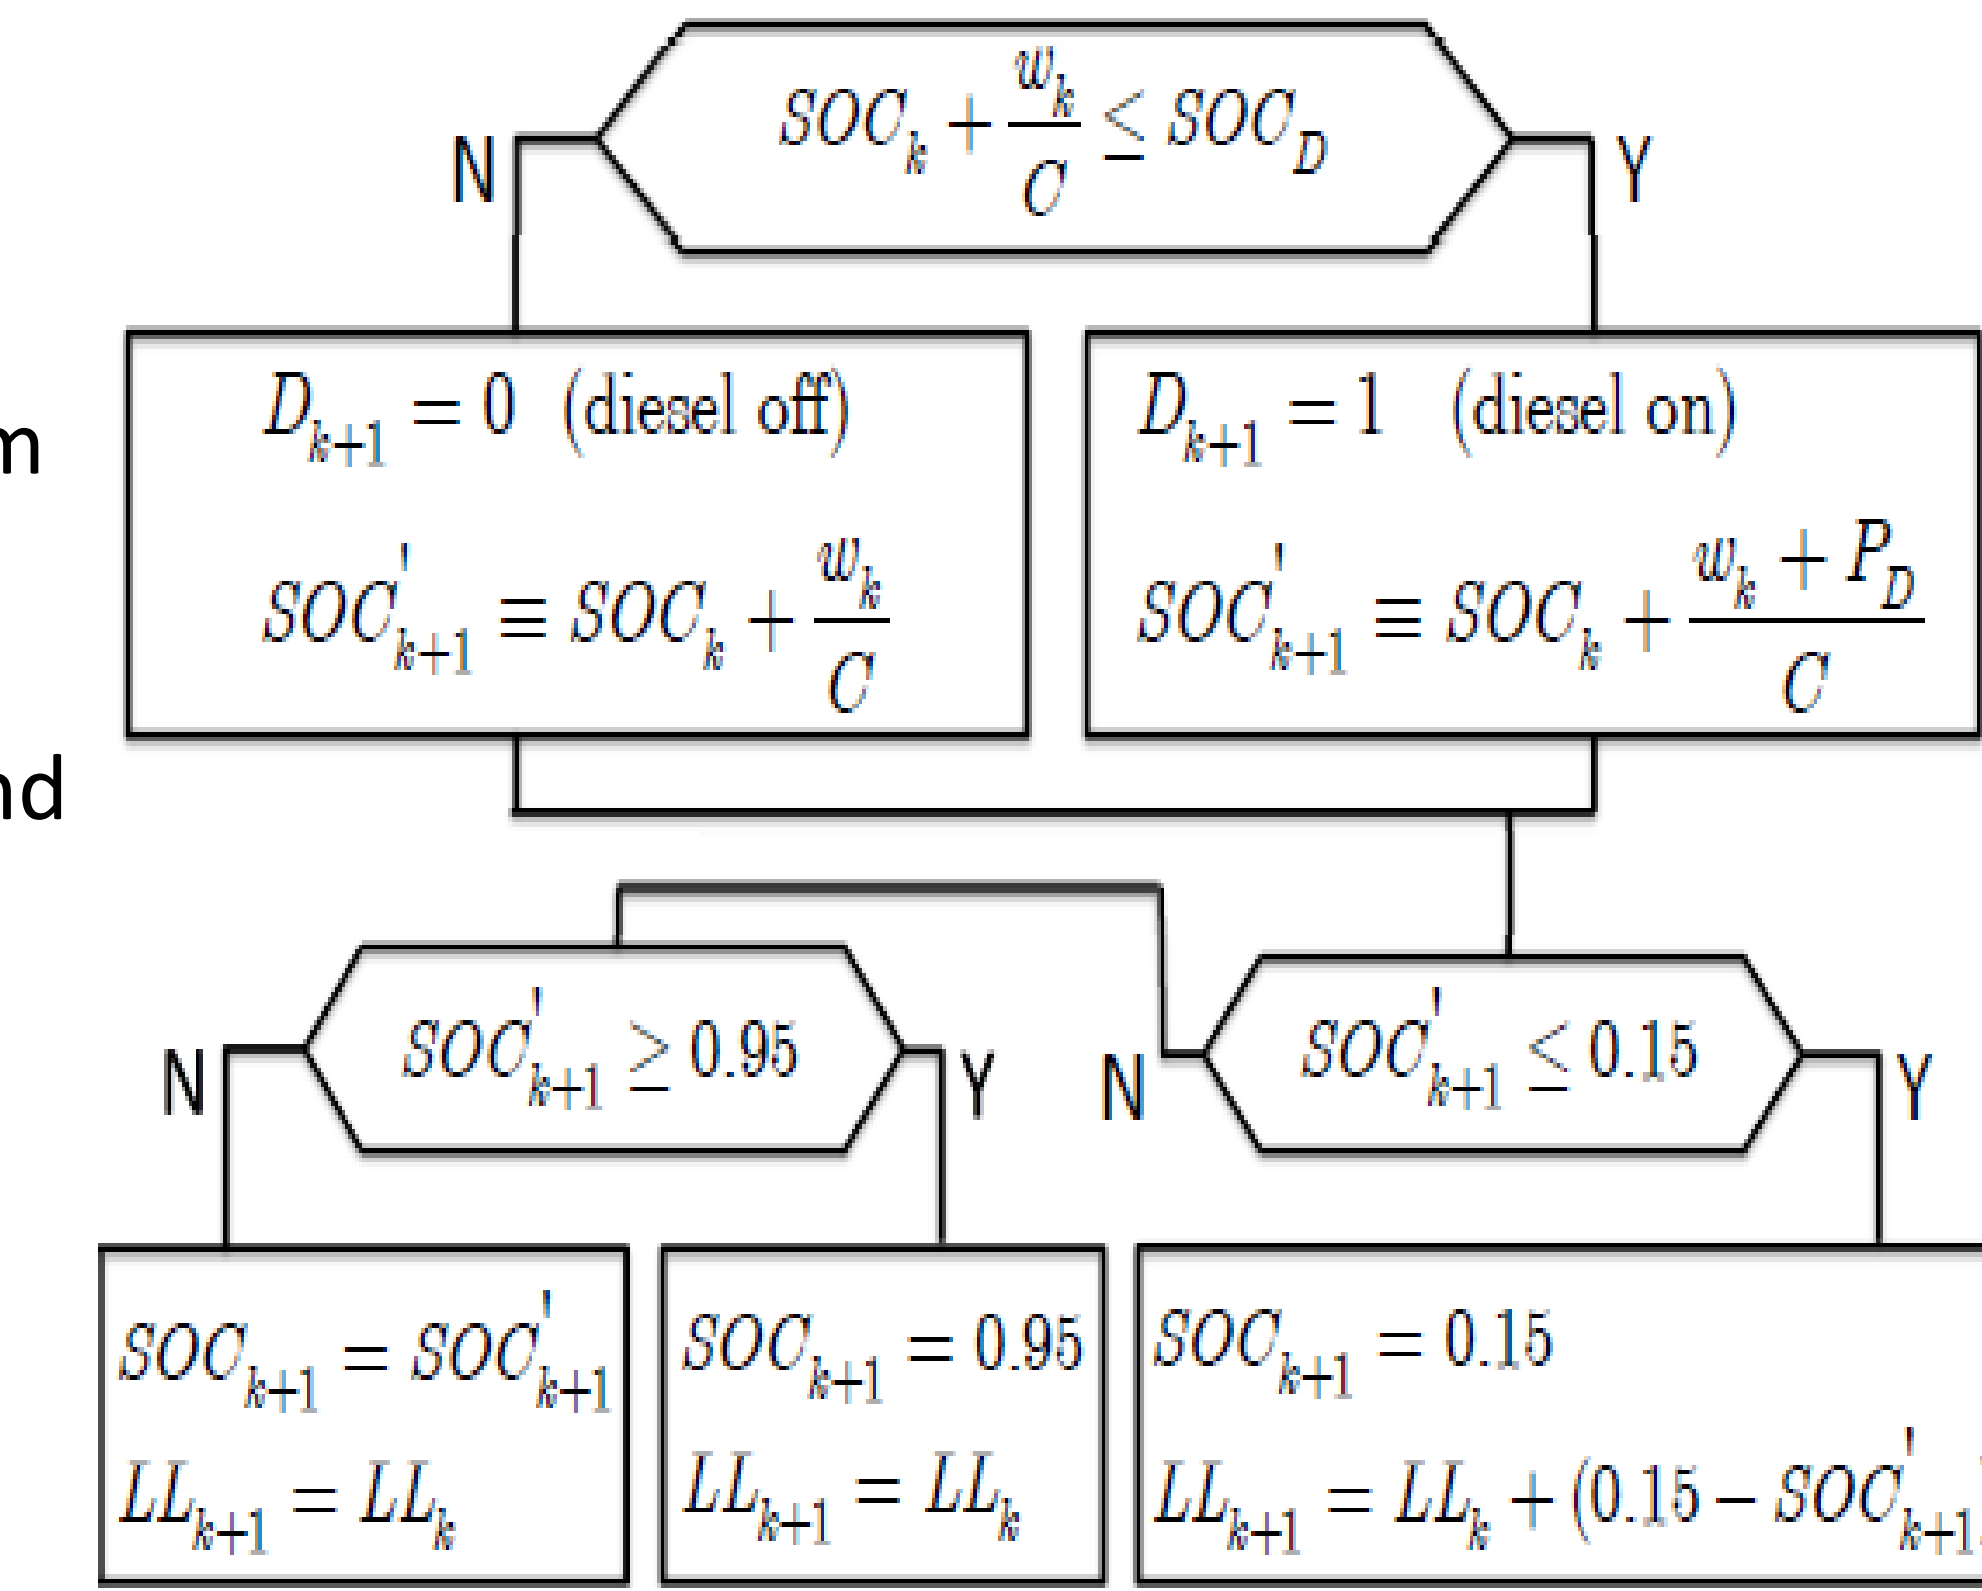 SOC_k + w_k/C ≤ SOC_D
N
Y
D_{k+1} = 0 (diesel off)
SOC'_{k+1} ≡ SOC_k + w_k/C
D_{k+1} = 1 (diesel on)
SOC'_{k+1} ≡ SOC_k + (w_k + P_D)/C
m
nd
SOC'_{k+1} ≥ 0.95
N
Y
SOC'_{k+1} ≤ 0.15
N
Y
SOC_{k+1} = SOC'_{k+1}
LL_{k+1} = LL_k
SOC_{k+1} = 0.95
LL_{k+1} = LL_k
SOC_{k+1} = 0.15
LL_{k+1} = LL_k + (0.15 − SOC'_{k+1}